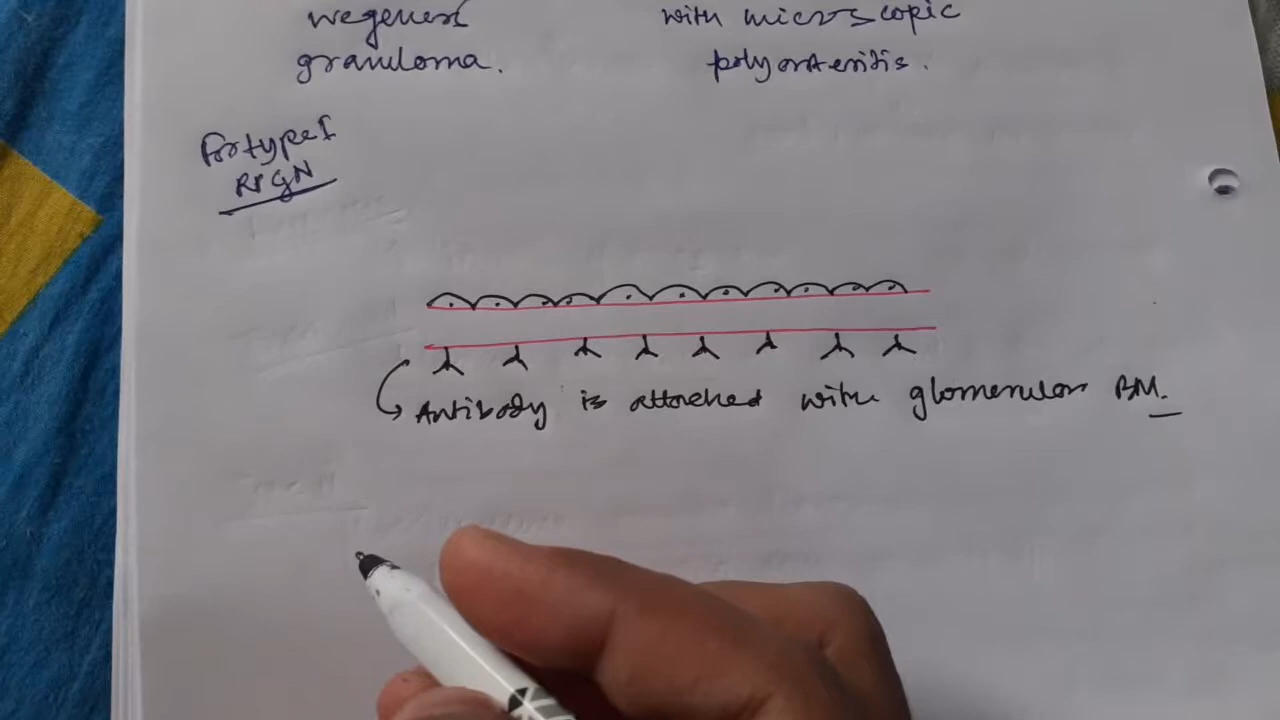 wegener's
granuloma.
with microscopic
polyarteritis.
For type I
RPGN
Antibody is attached with glomerular BM.